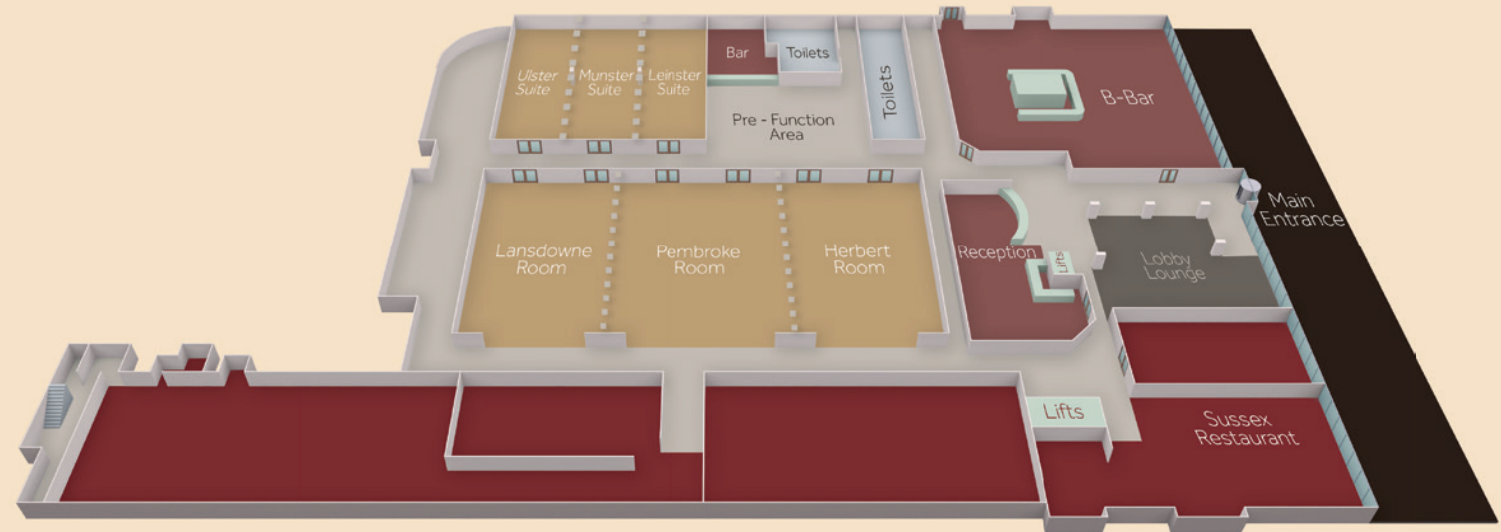 Ulster
Suite
Munster
Suite
Leinster
Suite
Bar
Toilets
Toilets
Pre - Function
Area
B-Bar
Main
Entrance
Lansdowne
Room
Pembroke
Room
Herbert
Room
Reception
Lifts
Lobby
Lounge
Lifts
Sussex
Restaurant